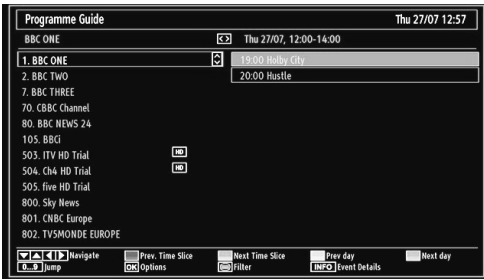 Programme Guide Thu 27/07 12:57
BBC ONE Thu 27/07, 12:00-14:00
1. BBC ONE 19:00 Holby City
2. BBC TWO 20:00 Hustle
7. BBC THREE
70. CBBC Channel
80. BBC NEWS 24
105. BBCi
503. ITV HD Trial HD
504. Ch4 HD Trial HD
505. five HD Trial
800. Sky News
801. CNBC Europe
802. TV5MONDE EUROPE
Navigate Prev. Time Slice Next Time Slice Prev day Next day
0...9 Jump OK Options Filter INFO Event Details